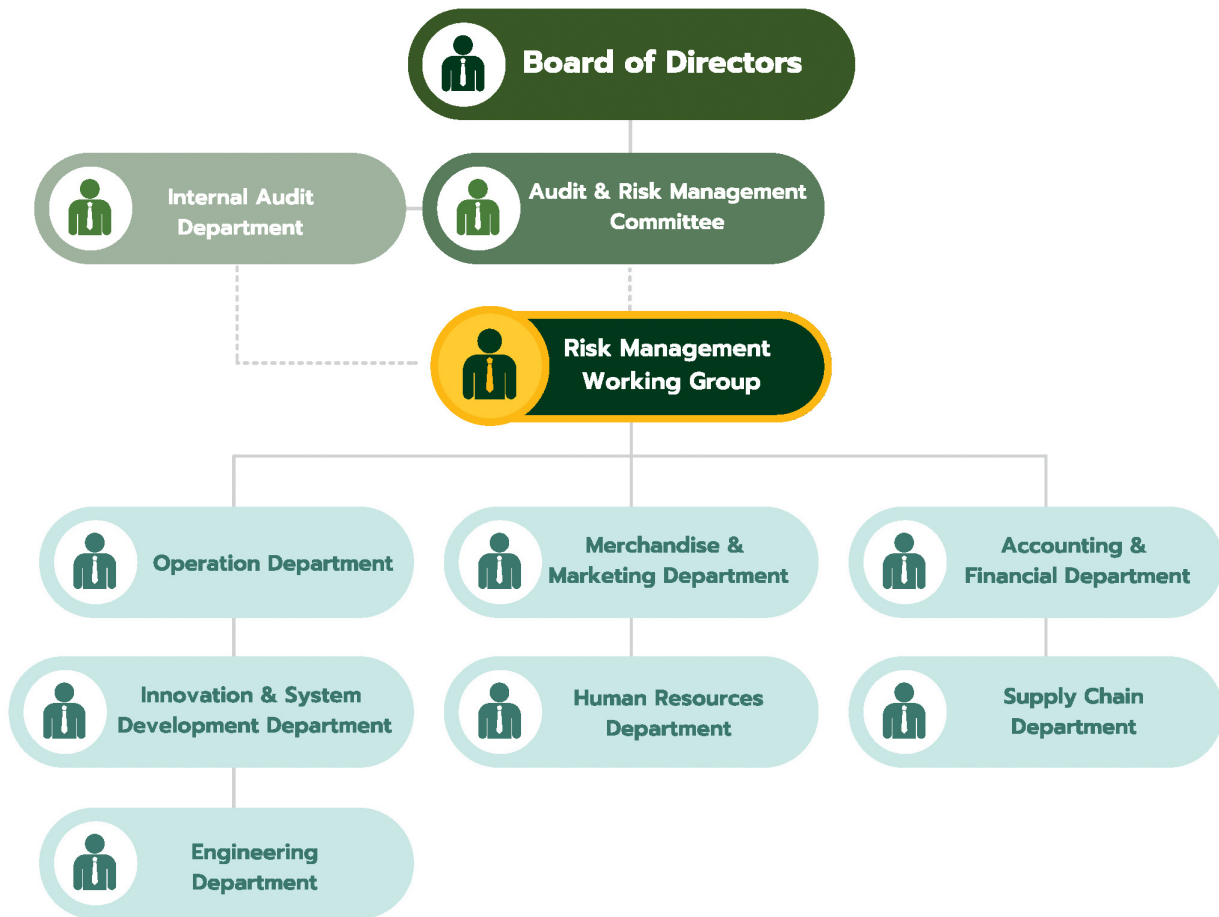 Board of Directors
Internal Audit
Department
Audit & Risk Management
Committee
Risk Management
Working Group
Operation Department
Merchandise &
Marketing Department
Accounting &
Financial Department
Innovation & System
Development Department
Human Resources
Department
Supply Chain
Department
Engineering
Department